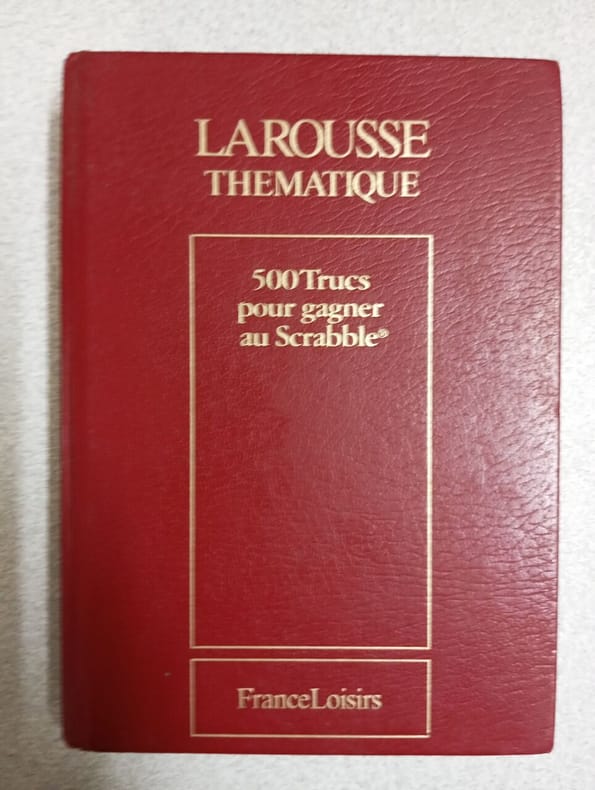 LAROUSSE
THEMATIQUE
500 Trucs
pour gagner
au Scrabble®
FranceLoisirs